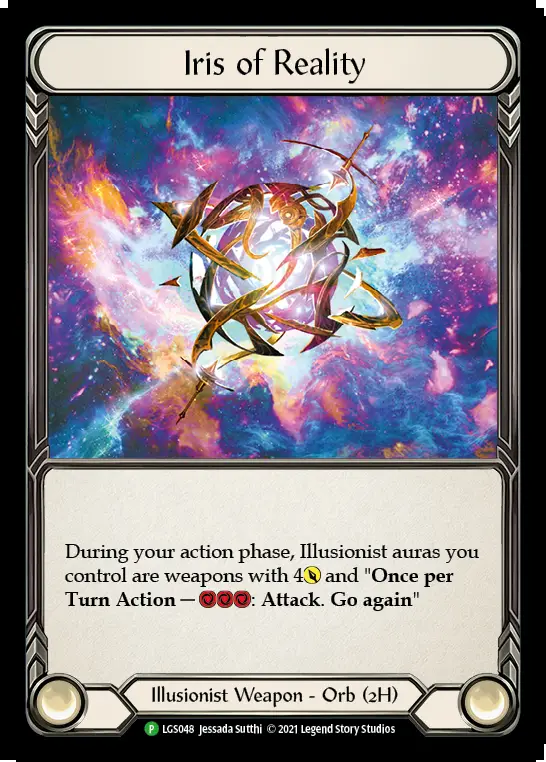 Iris of Reality
During your action phase, Illusionist auras you
control are weapons with 4 and "Once per
Turn Action — : Attack. Go again"
Illusionist Weapon - Orb (2H)
P LGS048 Jessada Sutthi © 2021 Legend Story Studios